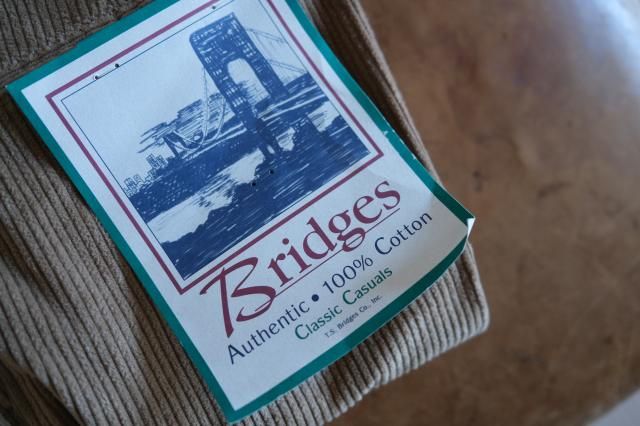 Bridges
Authentic • 100% Cotton
Classic Casuals
T.S. Bridges Co., Inc.